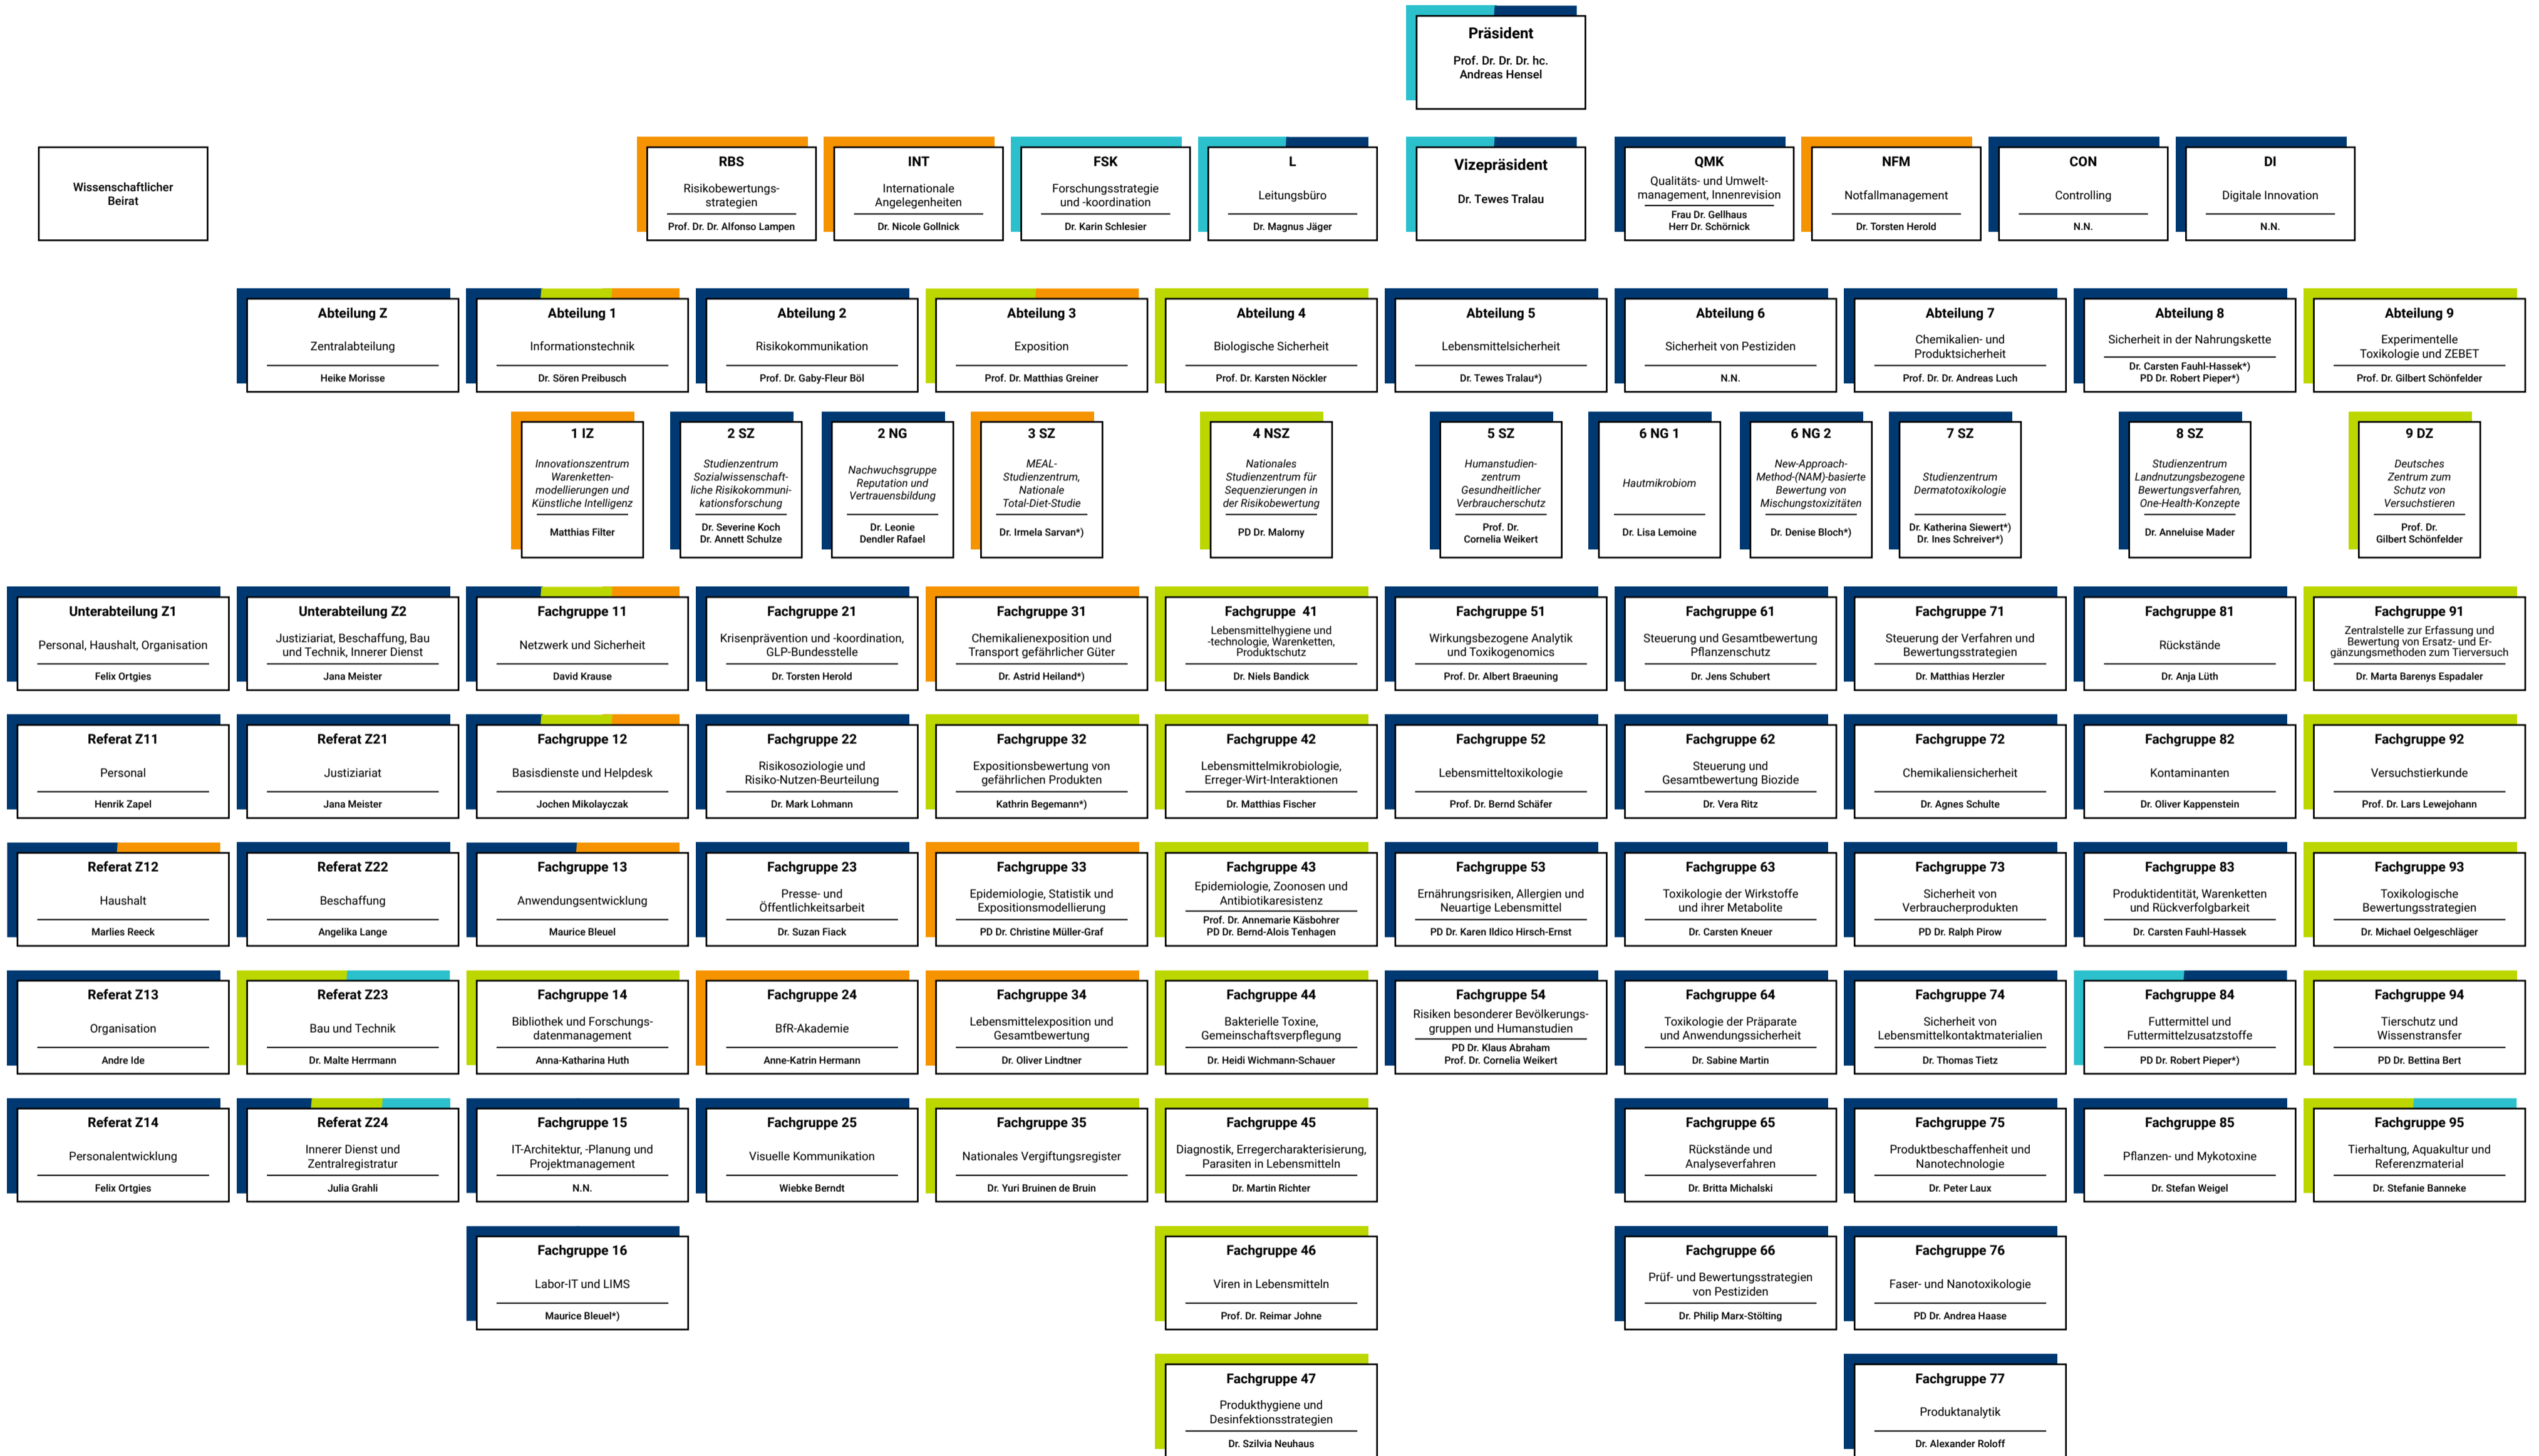 Präsident
Prof. Dr. Dr. Dr. hc.
Andreas Hensel
Wissenschaftlicher
Beirat
RBS
Risikobewertungs-
strategien
Prof. Dr. Dr. Alfonso Lampen
INT
Internationale
Angelegenheiten
Dr. Nicole Gollnick
FSK
Forschungsstrategie
und -koordination
Dr. Karin Schlesier
L
Leitungsbüro
Dr. Magnus Jäger
Vizepräsident
Dr. Tewes Tralau
QMK
Qualitäts- und Umwelt-
management, Innenrevision
Frau Dr. Gellhaus
Herr Dr. Schörnick
NFM
Notfallmanagement
Dr. Torsten Herold
CON
Controlling
N.N.
DI
Digitale Innovation
N.N.
Abteilung Z
Zentralabteilung
Heike Morisse
Abteilung 1
Informationstechnik
Dr. Sören Preibusch
Abteilung 2
Risikokommunikation
Prof. Dr. Gaby-Fleur Böl
Abteilung 3
Exposition
Prof. Dr. Matthias Greiner
Abteilung 4
Biologische Sicherheit
Prof. Dr. Karsten Nöckler
Abteilung 5
Lebensmittelsicherheit
Dr. Tewes Tralau*)
Abteilung 6
Sicherheit von Pestiziden
N.N.
Abteilung 7
Chemikalien- und
Produktsicherheit
Prof. Dr. Dr. Andreas Luch
Abteilung 8
Sicherheit in der Nahrungskette
Dr. Carsten Fauhl-Hassek*)
PD Dr. Robert Pieper*)
Abteilung 9
Experimentelle
Toxikologie und ZEBET
Prof. Dr. Gilbert Schönfelder
1 IZ
Innovationszentrum
Warenketten-
modellierungen und
Künstliche Intelligenz
Matthias Filter
2 SZ
Studienzentrum
Sozialwissenschaft-
liche Risikokommuni-
kationsforschung
Dr. Severine Koch
Dr. Annett Schulze
2 NG
Nachwuchsgruppe
Reputation und
Vertrauensbildung
Dr. Leonie
Dendler Rafael
3 SZ
MEAL-
Studienzentrum,
Nationale
Total-Diet-Studie
Dr. Irmela Sarvan*)
4 NSZ
Nationales
Studienzentrum für
Sequenzierungen in
der Risikobewertung
PD Dr. Malorny
5 SZ
Humanstudien-
zentrum
Gesundheitlicher
Verbraucherschutz
Prof. Dr.
Cornelia Weikert
6 NG 1
Hautmikrobiom
Dr. Lisa Lemoine
6 NG 2
New-Approach-
Method-(NAM)-basierte
Bewertung von
Mischungstoxizitäten
Dr. Denise Bloch*)
7 SZ
Studienzentrum
Dermatotoxikologie
Dr. Katherina Siewert*)
Dr. Ines Schreiver*)
8 SZ
Studienzentrum
Landnutzungsbezogene
Bewertungsverfahren,
One-Health-Konzepte
Dr. Anneluise Mader
9 DZ
Deutsches
Zentrum zum
Schutz von
Versuchstieren
Prof. Dr.
Gilbert Schönfelder
Unterabteilung Z1
Personal, Haushalt, Organisation
Felix Ortgies
Unterabteilung Z2
Justiziariat, Beschaffung, Bau
und Technik, Innerer Dienst
Jana Meister
Fachgruppe 11
Netzwerk und Sicherheit
David Krause
Fachgruppe 21
Krisenprävention und -koordination,
GLP-Bundesstelle
Dr. Torsten Herold
Fachgruppe 31
Chemikalienexposition und
Transport gefährlicher Güter
Dr. Astrid Heiland*)
Fachgruppe 41
Lebensmittelhygiene und
-technologie, Warenketten,
Produktschutz
Dr. Niels Bandick
Fachgruppe 51
Wirkungsbezogene Analytik
und Toxikogenomics
Prof. Dr. Albert Braeuning
Fachgruppe 61
Steuerung und Gesamtbewertung
Pflanzenschutz
Dr. Jens Schubert
Fachgruppe 71
Steuerung der Verfahren und
Bewertungsstrategien
Dr. Matthias Herzler
Fachgruppe 81
Rückstände
Dr. Anja Lüth
Fachgruppe 91
Zentralstelle zur Erfassung und
Bewertung von Ersatz- und Er-
gänzungsmethoden zum Tierversuch
Dr. Marta Barenys Espadaler
Referat Z11
Personal
Henrik Zapel
Referat Z21
Justiziariat
Jana Meister
Fachgruppe 12
Basisdienste und Helpdesk
Jochen Mikolayczak
Fachgruppe 22
Risikosoziologie und
Risiko-Nutzen-Beurteilung
Dr. Mark Lohmann
Fachgruppe 32
Expositionsbewertung von
gefährlichen Produkten
Kathrin Begemann*)
Fachgruppe 42
Lebensmittelmikrobiologie,
Erreger-Wirt-Interaktionen
Dr. Matthias Fischer
Fachgruppe 52
Lebensmitteltoxikologie
Prof. Dr. Bernd Schäfer
Fachgruppe 62
Steuerung und
Gesamtbewertung Biozide
Dr. Vera Ritz
Fachgruppe 72
Chemikaliensicherheit
Dr. Agnes Schulte
Fachgruppe 82
Kontaminanten
Dr. Oliver Kappenstein
Fachgruppe 92
Versuchstierkunde
Prof. Dr. Lars Lewejohann
Referat Z12
Haushalt
Marlies Reeck
Referat Z22
Beschaffung
Angelika Lange
Fachgruppe 13
Anwendungsentwicklung
Maurice Bleuel
Fachgruppe 23
Presse- und
Öffentlichkeitsarbeit
Dr. Suzan Fiack
Fachgruppe 33
Epidemiologie, Statistik und
Expositionsmodellierung
PD Dr. Christine Müller-Graf
Fachgruppe 43
Epidemiologie, Zoonosen und
Antibiotikaresistenz
Prof. Dr. Annemarie Käsbohrer
PD Dr. Bernd-Alois Tenhagen
Fachgruppe 53
Ernährungsrisiken, Allergien und
Neuartige Lebensmittel
PD Dr. Karen Ildico Hirsch-Ernst
Fachgruppe 63
Toxikologie der Wirkstoffe
und ihrer Metabolite
Dr. Carsten Kneuer
Fachgruppe 73
Sicherheit von
Verbraucherprodukten
PD Dr. Ralph Pirow
Fachgruppe 83
Produktidentität, Warenketten
und Rückverfolgbarkeit
Dr. Carsten Fauhl-Hassek
Fachgruppe 93
Toxikologische
Bewertungsstrategien
Dr. Michael Oelgeschläger
Referat Z13
Organisation
Andre Ide
Referat Z23
Bau und Technik
Dr. Malte Herrmann
Fachgruppe 14
Bibliothek und Forschungs-
datenmanagement
Anna-Katharina Huth
Fachgruppe 24
BfR-Akademie
Anne-Katrin Hermann
Fachgruppe 34
Lebensmittelexposition und
Gesamtbewertung
Dr. Oliver Lindtner
Fachgruppe 44
Bakterielle Toxine,
Gemeinschaftsverpflegung
Dr. Heidi Wichmann-Schauer
Fachgruppe 54
Risiken besonderer Bevölkerungs-
gruppen und Humanstudien
PD Dr. Klaus Abraham
Prof. Dr. Cornelia Weikert
Fachgruppe 64
Toxikologie der Präparate
und Anwendungssicherheit
Dr. Sabine Martin
Fachgruppe 74
Sicherheit von
Lebensmittelkontaktmaterialien
Dr. Thomas Tietz
Fachgruppe 84
Futtermittel und
Futtermittelzusatzstoffe
PD Dr. Robert Pieper*)
Fachgruppe 94
Tierschutz und
Wissenstransfer
PD Dr. Bettina Bert
Referat Z14
Personalentwicklung
Felix Ortgies
Referat Z24
Innerer Dienst und
Zentralregistratur
Julia Grahli
Fachgruppe 15
IT-Architektur, -Planung und
Projektmanagement
N.N.
Fachgruppe 25
Visuelle Kommunikation
Wiebke Berndt
Fachgruppe 35
Nationales Vergiftungsregister
Dr. Yuri Bruinen de Bruin
Fachgruppe 45
Diagnostik, Erregercharakterisierung,
Parasiten in Lebensmitteln
Dr. Martin Richter
Fachgruppe 65
Rückstände und
Analyseverfahren
Dr. Britta Michalski
Fachgruppe 75
Produktbeschaffenheit und
Nanotechnologie
Dr. Peter Laux
Fachgruppe 85
Pflanzen- und Mykotoxine
Dr. Stefan Weigel
Fachgruppe 95
Tierhaltung, Aquakultur und
Referenzmaterial
Dr. Stefanie Banneke
Fachgruppe 16
Labor-IT und LIMS
Maurice Bleuel*)
Fachgruppe 46
Viren in Lebensmitteln
Prof. Dr. Reimar Johne
Fachgruppe 66
Prüf- und Bewertungsstrategien
von Pestiziden
Dr. Philip Marx-Stölting
Fachgruppe 76
Faser- und Nanotoxikologie
PD Dr. Andrea Haase
Fachgruppe 47
Produkthygiene und
Desinfektionsstrategien
Dr. Szilvia Neuhaus
Fachgruppe 77
Produktanalytik
Dr. Alexander Roloff